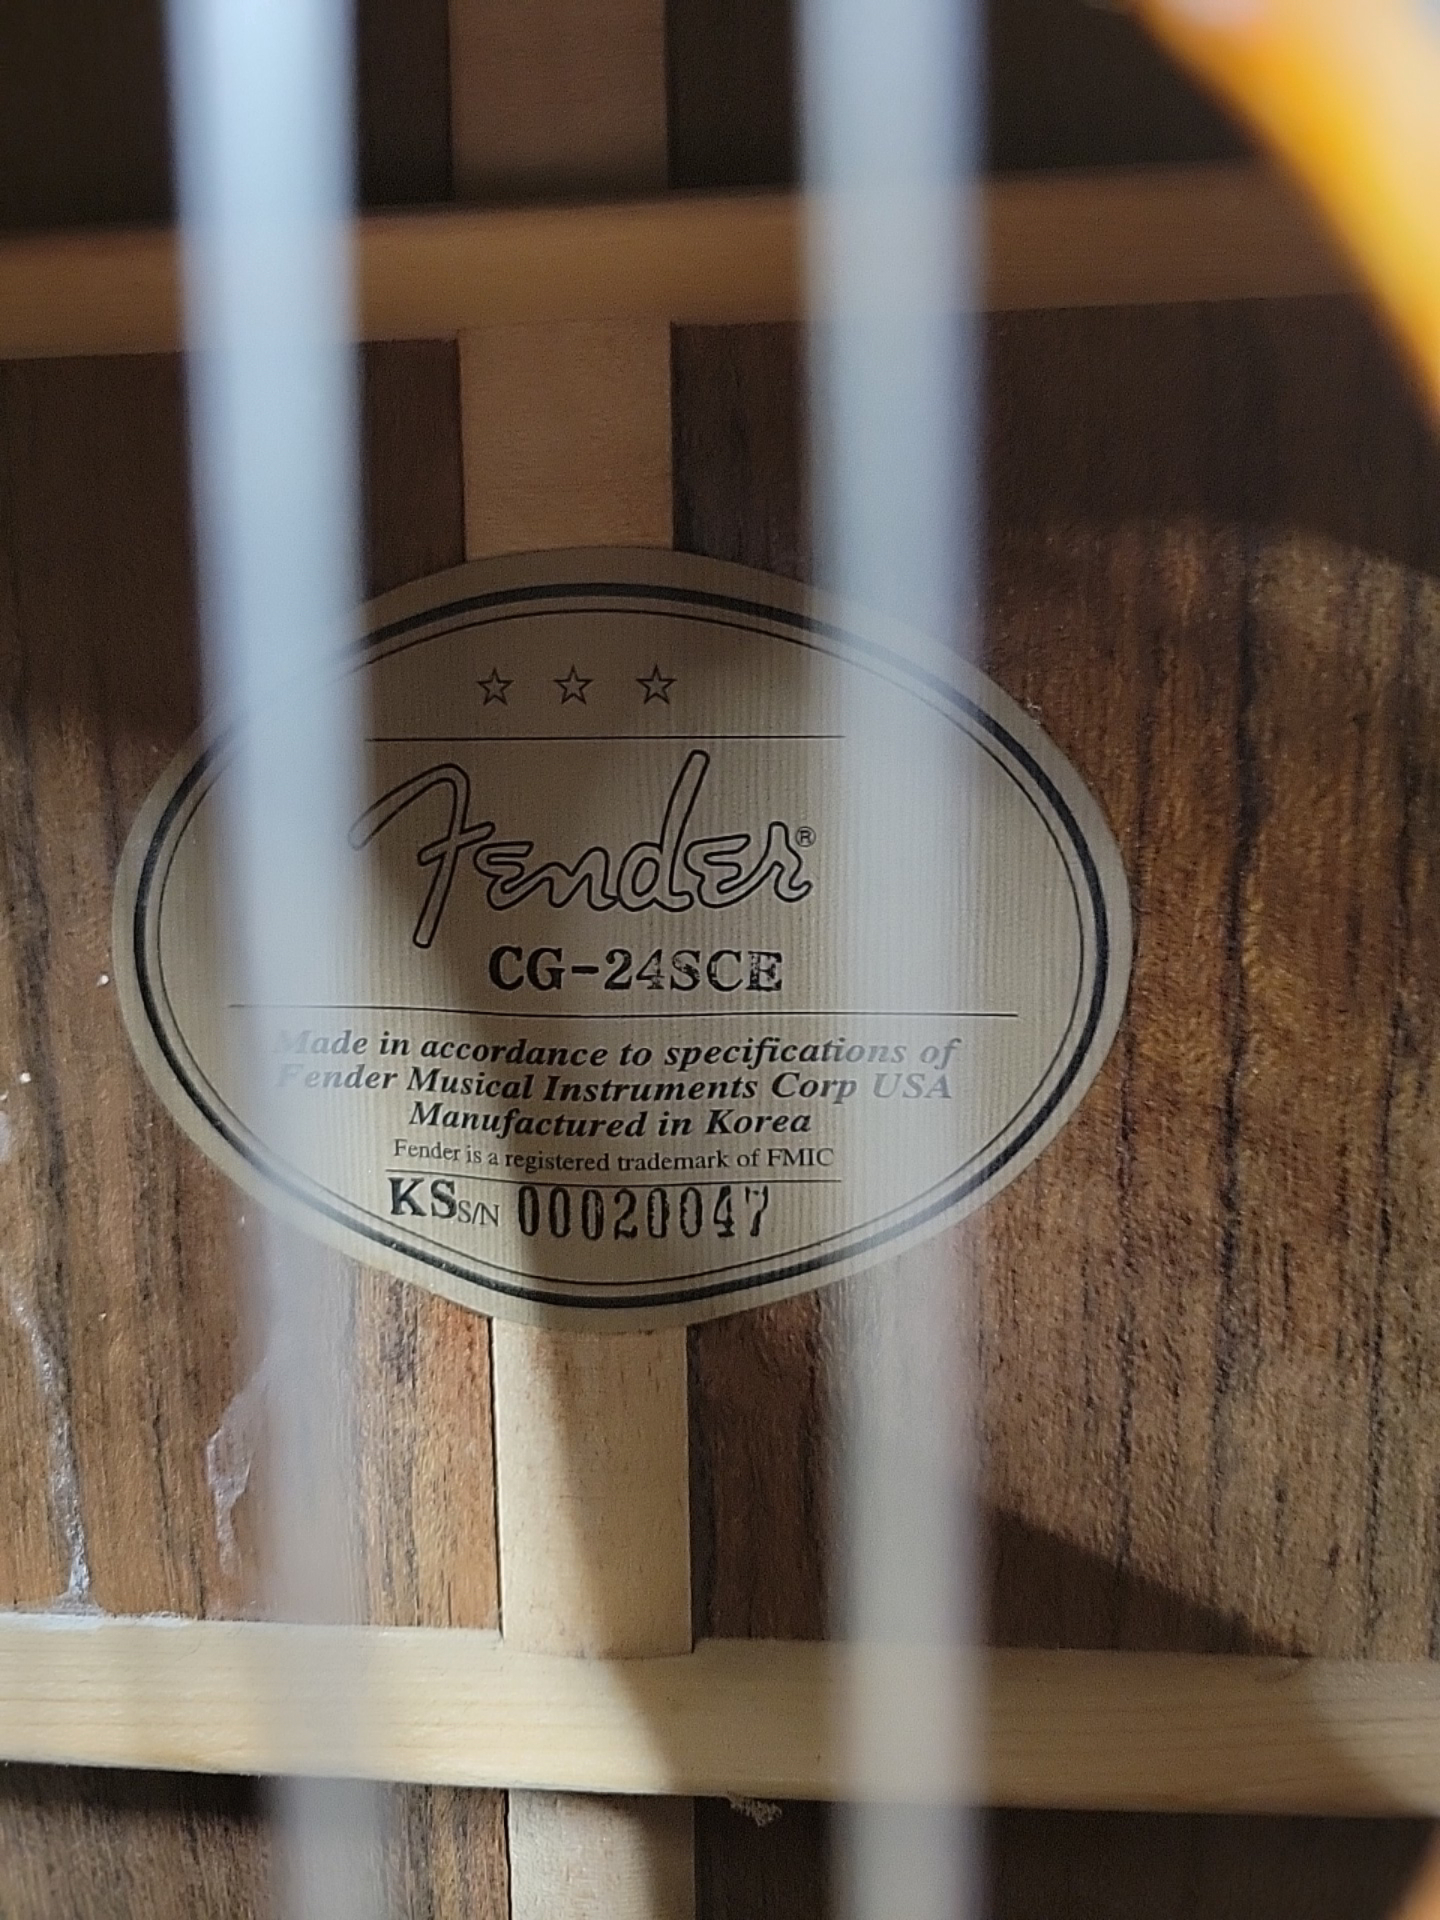 Fender®
CG-24SCE
Made in accordance to specifications of
Fender Musical Instruments Corp USA
Manufactured in Korea
Fender is a registered trademark of FMIC
KS S/N 00020047